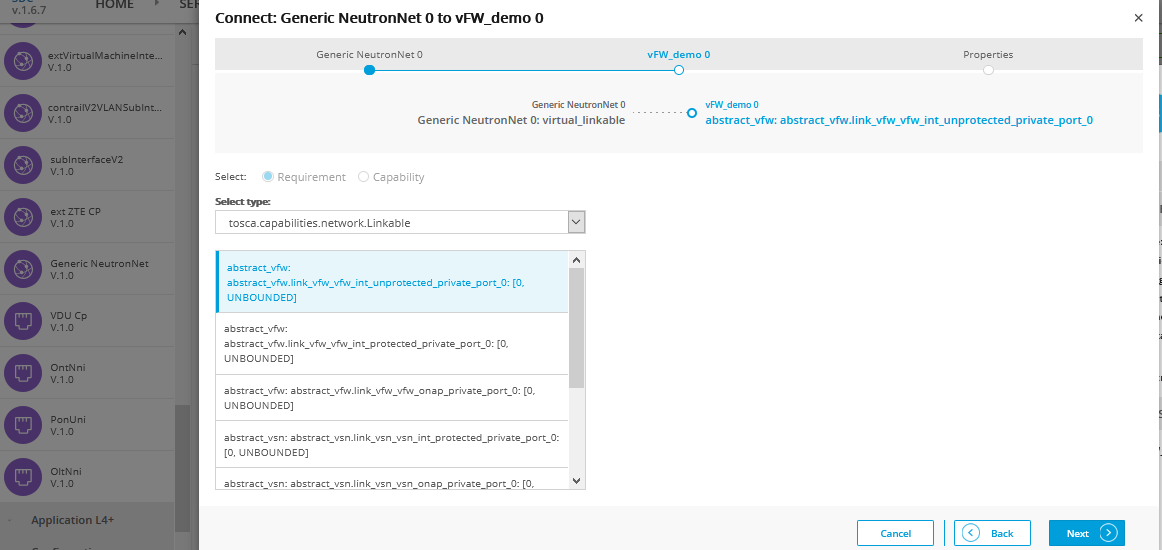 v.1.6.7
HOME
Connect: Generic NeutronNet 0 to vFW_demo 0
Generic NeutronNet 0
vFW_demo 0
Properties
Generic NeutronNet 0
Generic NeutronNet 0: virtual_linkable
vFW_demo 0
abstract_vfw: abstract_vfw.link_vfw_vfw_int_unprotected_private_port_0
Select:
Requirement
Capability
Select type:
tosca.capabilities.network.Linkable
abstract_vfw:
abstract_vfw.link_vfw_vfw_int_unprotected_private_port_0: [0,
UNBOUNDED]
abstract_vfw:
abstract_vfw.link_vfw_vfw_int_protected_private_port_0: [0,
UNBOUNDED]
abstract_vfw: abstract_vfw.link_vfw_vfw_onap_private_port_0: [0,
UNBOUNDED]
abstract_vsn: abstract_vsn.link_vsn_vsn_int_protected_private_port_0:
[0, UNBOUNDED]
abstract_vsn: abstract_vsn.link_vsn_vsn_onap_private_port_0: [0,
Cancel
Back
Next
extVirtualMachineInte...
V.1.0
contrailV2VLANSubInt...
V.1.0
subInterfaceV2
V.1.0
ext ZTE CP
V.1.0
Generic NeutronNet
V.1.0
VDU Cp
V.1.0
OntNni
V.1.0
PonUni
V.1.0
OltNni
V.1.0
Application L4+